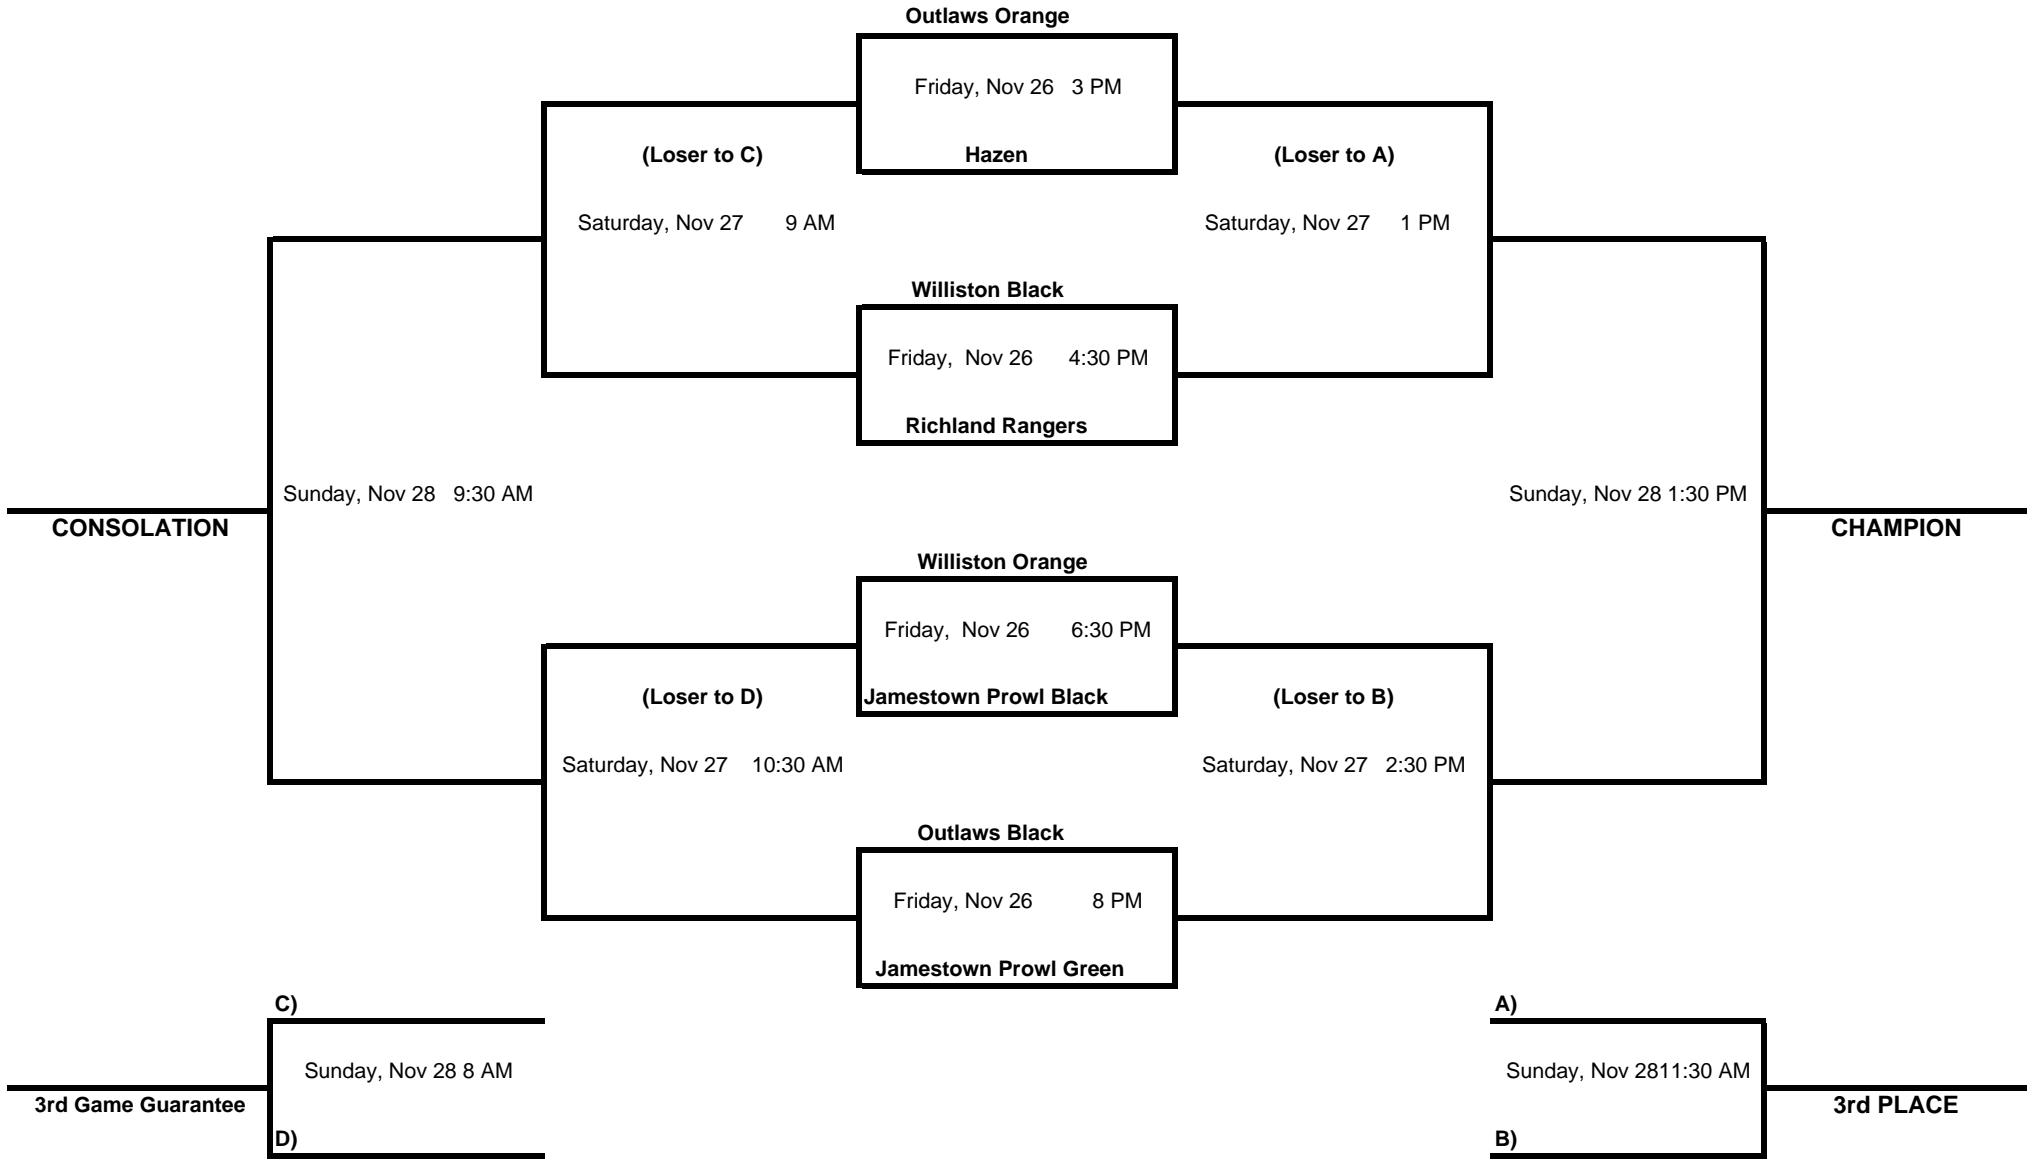 Outlaws Orange
Friday, Nov 26 3 PM
(Loser to C) Hazen (Loser to A)
Saturday, Nov 27 9 AM Saturday, Nov 27 1 PM
Williston Black
Friday, Nov 26 4:30 PM
Richland Rangers
Sunday, Nov 28 9:30 AM Sunday, Nov 28 1:30 PM
CONSOLATION CHAMPION
Williston Orange
Friday, Nov 26 6:30 PM
(Loser to D) Jamestown Prowl Black (Loser to B)
Saturday, Nov 27 10:30 AM Saturday, Nov 27 2:30 PM
Outlaws Black
Friday, Nov 26 8 PM
Jamestown Prowl Green
C) A)
Sunday, Nov 28 8 AM Sunday, Nov 2811:30 AM
3rd Game Guarantee 3rd PLACE
D) B)